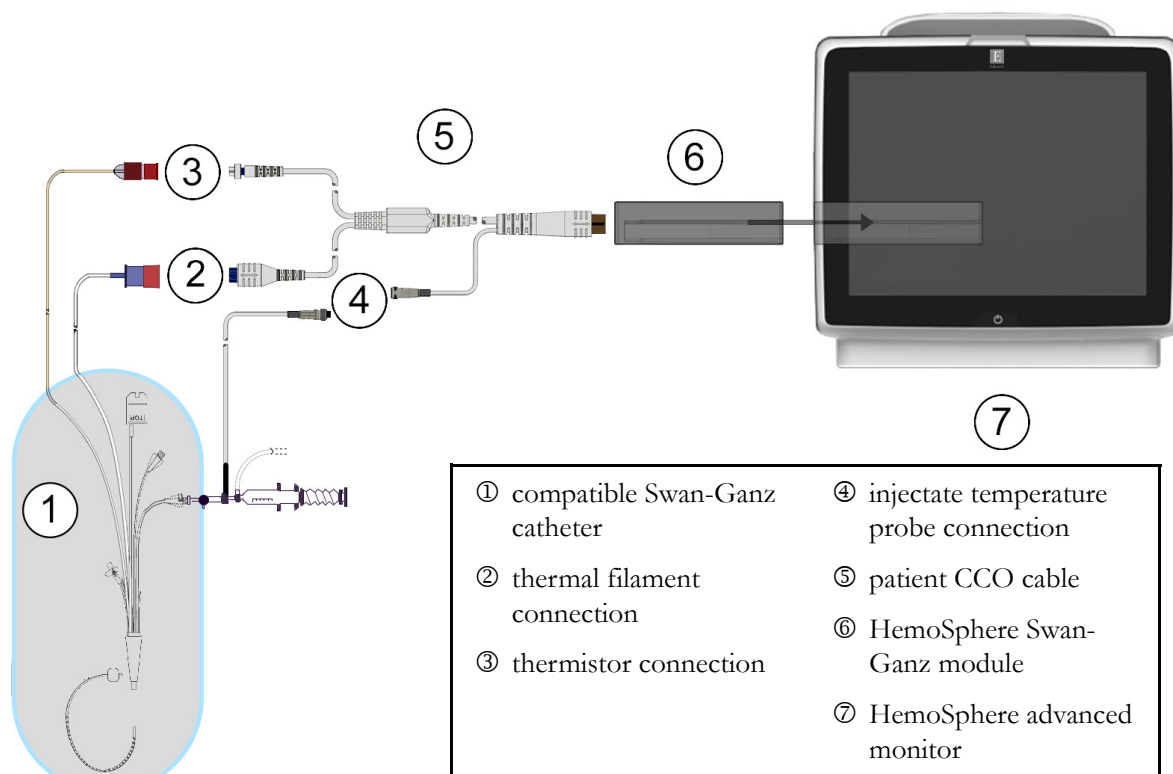 E
3
5
6
2
4
7
1
TOP
① compatible Swan-Ganz
catheter
② thermal filament
connection
③ thermistor connection
④ injectate temperature
probe connection
⑤ patient CCO cable
⑥ HemoSphere Swan-
Ganz module
⑦ HemoSphere advanced
monitor